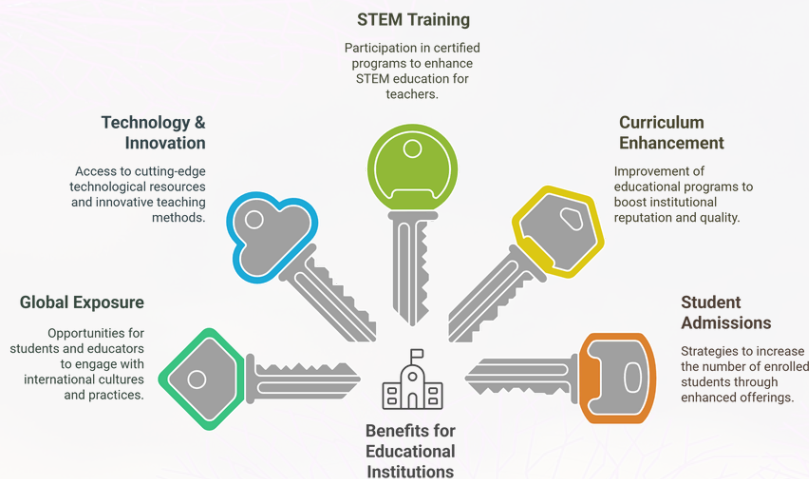 STEM Training
Participation in certified
programs to enhance
STEM education for
teachers.
Technology &
Innovation
Access to cutting-edge
technological resources
and innovative teaching
methods.
Curriculum
Enhancement
Improvement of
educational programs to
boost institutional
reputation and quality.
Global Exposure
Opportunities for
students and educators
to engage with
international cultures
and practices.
Student
Admissions
Strategies to increase
the number of enrolled
students through
enhanced offerings.
Benefits for
Educational
Institutions